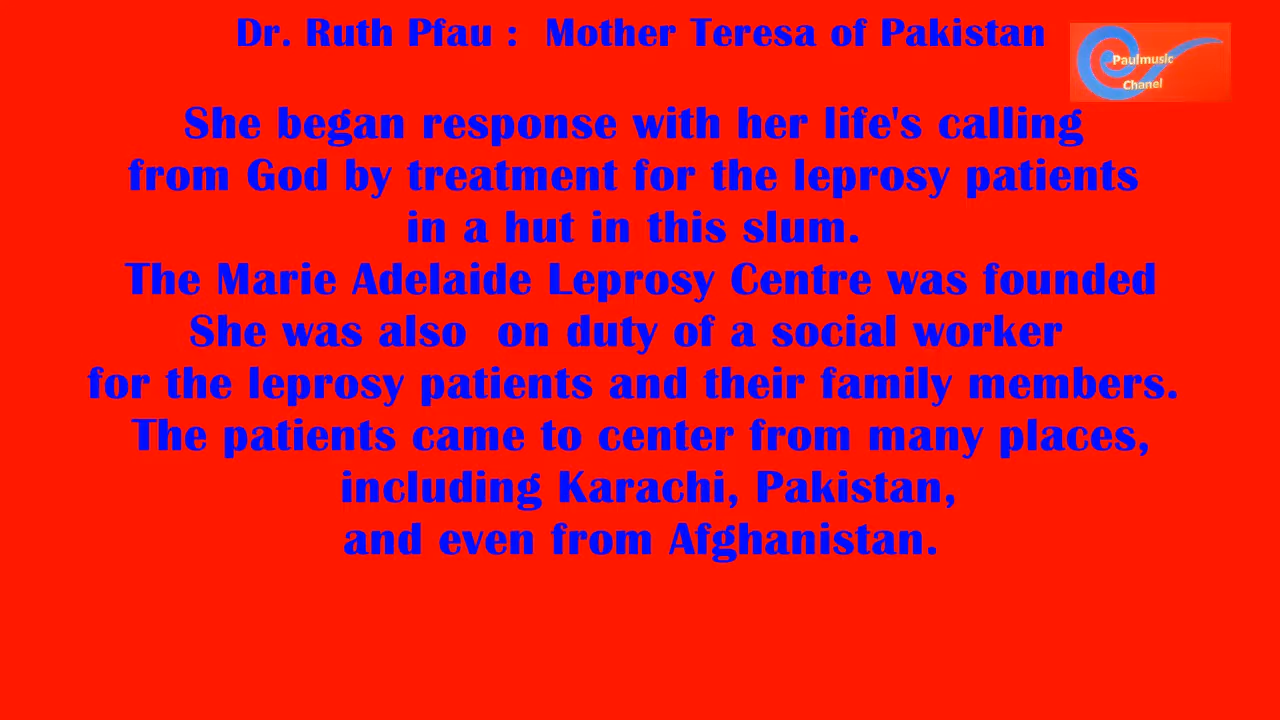 Dr. Ruth Pfau :  Mother Teresa of Pakistan
Paulmusic
Chanel
She began response with her life's calling
from God by treatment for the leprosy patients
in a hut in this slum.
The Marie Adelaide Leprosy Centre was founded
She was also  on duty of a social worker
for the leprosy patients and their family members.
The patients came to center from many places,
including Karachi, Pakistan,
and even from Afghanistan.